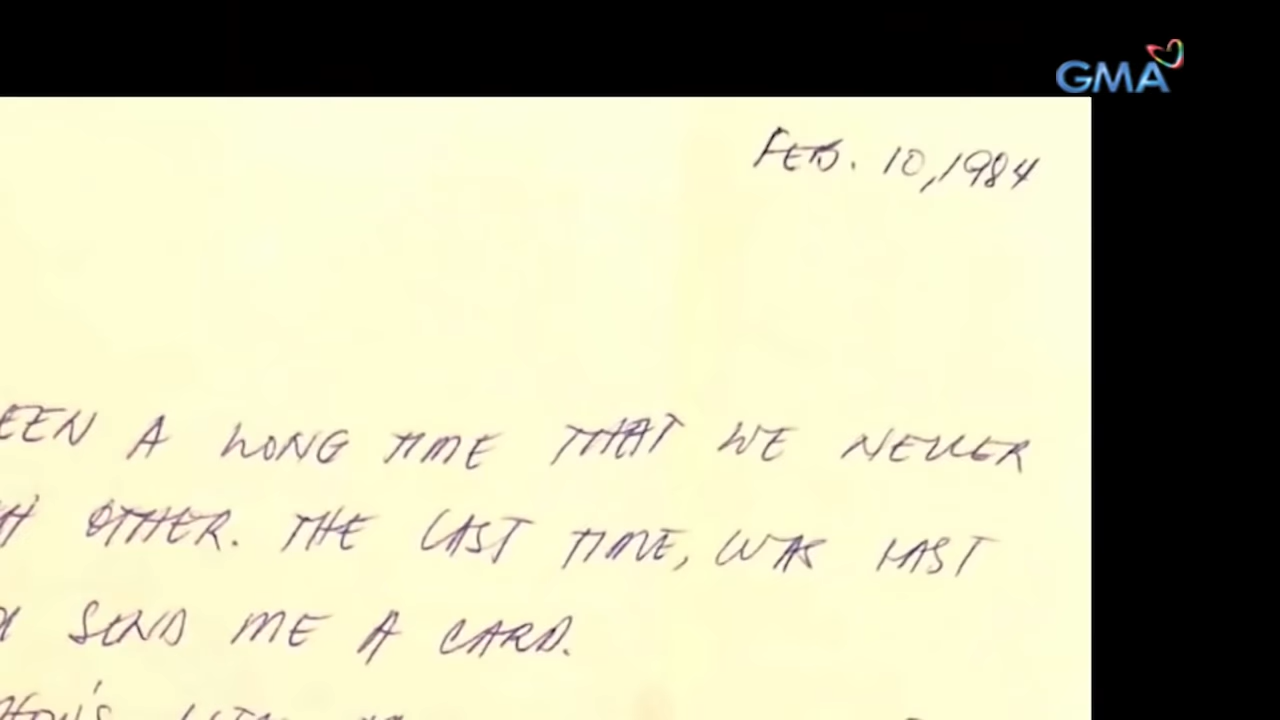 GMA
FEB. 10, 1984
EEN A LONG TIME THAT WE NEVER
OTHER. THE LAST TIME, WAS LAST
SEND ME A CARD.